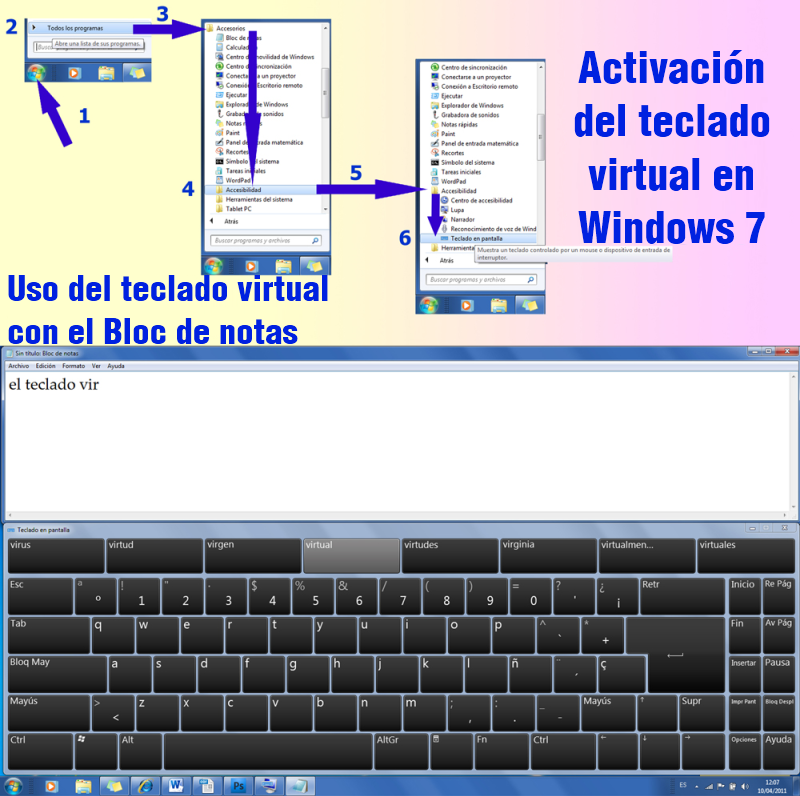 2
3
Todos los programas
Abre una lista de sus programas.
1
Accesorios
Bloc de notas
Calculadora
Centro de movilidad de Windows
Centro de sincronización
Conectarse a un proyector
Conexión a Escritorio remoto
Ejecutar
Explorador de Windows
Grabadora de sonidos
Notas rápidas
Paint
Panel de entrada matemática
Recortes
Símbolo del sistema
Tareas iniciales
WordPad
4
Accesibilidad
Herramientas del sistema
Tablet PC
Atrás
Buscar programas y archivos
5
Centro de sincronización
Conectarse a un proyector
Conexión a Escritorio remoto
Ejecutar
Explorador de Windows
Grabadora de sonidos
Notas rápidas
Paint
Panel de entrada matemática
Recortes
Símbolo del sistema
Tareas iniciales
WordPad
Accesibilidad
Centro de accesibilidad
Lupa
Narrador
Reconocimiento de voz de Wind
6
Teclado en pantalla
Herramienta
Muestra un teclado controlado por un mouse o dispositivo de entrada de
interruptor.
Atrás
Buscar programas y archivos
Activación
del teclado
virtual en
Windows 7
Uso del teclado virtual
con el Bloc de notas
Sin título: Bloc de notas
Archivo Edición Formato Ver Ayuda
el teclado vir
Teclado en pantalla
virus virtud virgen virtual virtudes virginia virtualmen... virtuales
Esc ª º ! 1 " 2 · 3 $ 4 % 5 & 6 / 7 ( 8 ) 9 = 0 ? ' ¿ ¡ Retr Inicio Re Pág
Tab q w e r t y u i o p ^ ` * + Fin Av Pág
Bloq May a s d f g h j k l ñ ¨ ´ ç Insertar Pausa
Mayús > < z x c v b n m ; , : . _ - Mayús ↑ Supr Impr Pant Bloq Despl
Ctrl Alt AltGr Fn Ctrl ← ↓ → Opciones Ayuda
ES 12:07
10/04/2011